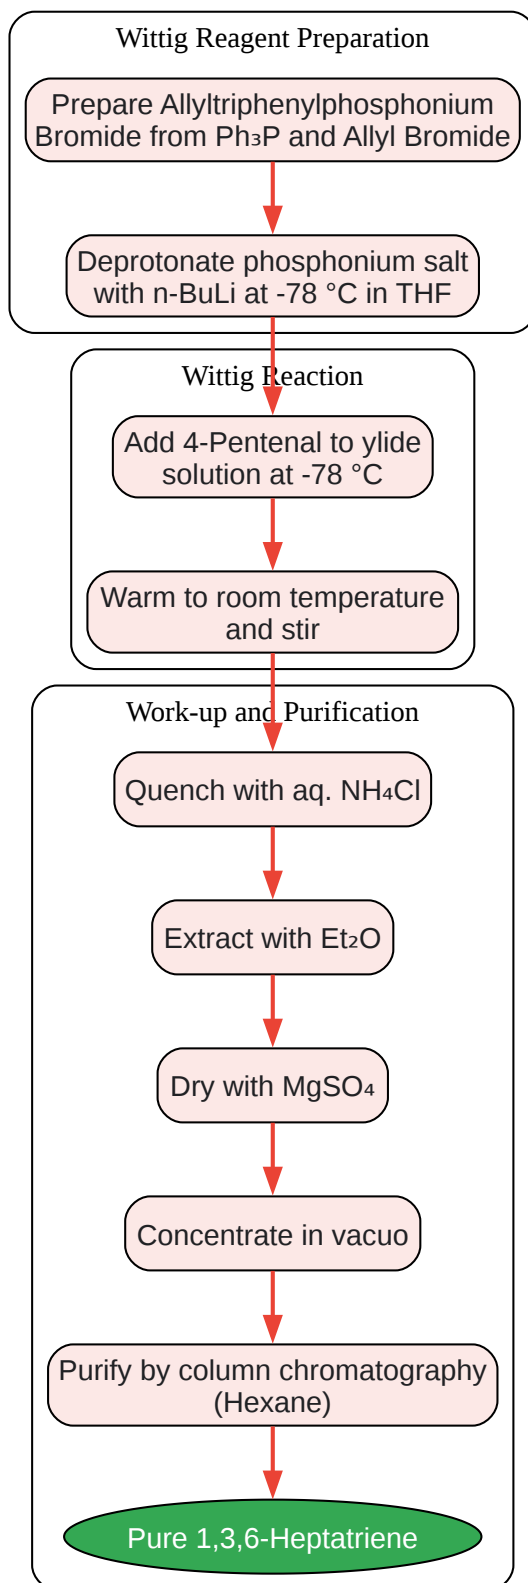 Wittig Reagent Preparation
Prepare Allyltriphenylphosphonium
Bromide from Ph₃P and Allyl Bromide
Deprotonate phosphonium salt
with n-BuLi at -78 °C in THF
Wittig Reaction
Add 4-Pentenal to ylide
solution at -78 °C
Warm to room temperature
and stir
Work-up and Purification
Quench with aq. NH₄Cl
Extract with Et₂O
Dry with MgSO₄
Concentrate in vacuo
Purify by column chromatography
(Hexane)
Pure 1,3,6-Heptatriene